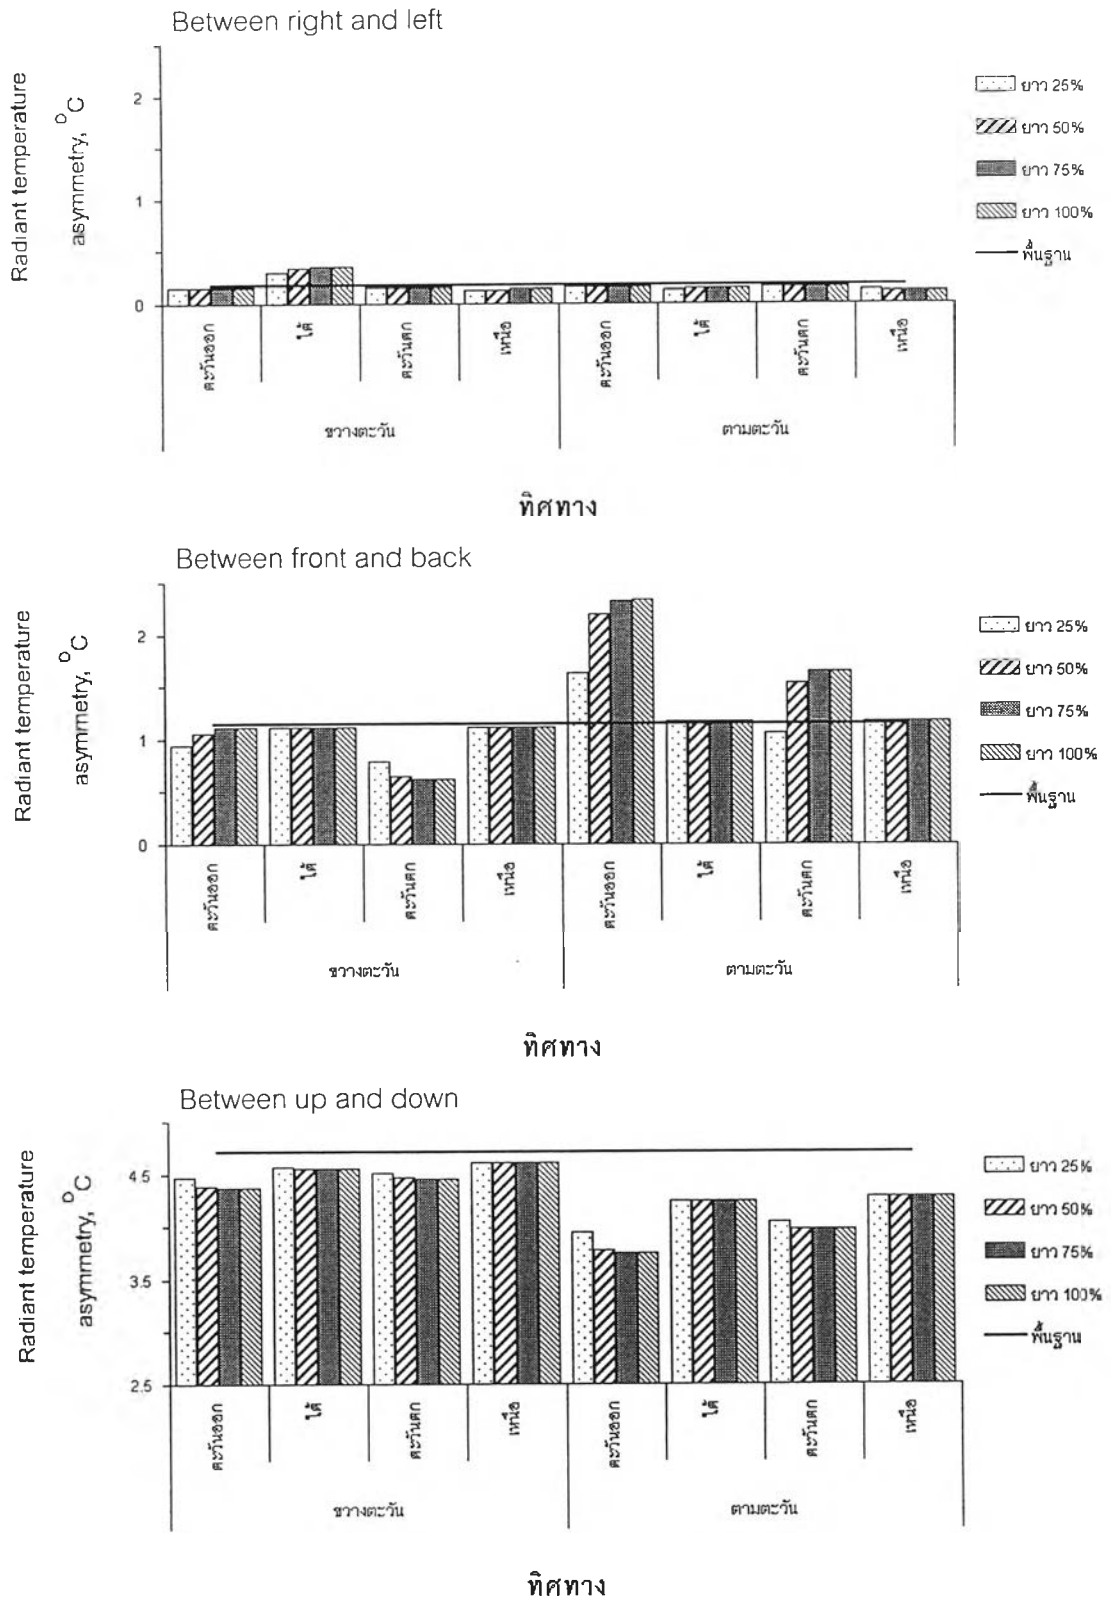 Between right and left
Radiant temperature
asymmetry, °C
2
1
0
ยาว 25%
ยาว 50%
ยาว 75%
ยาว 100%
พื้นฐาน
ตะวันออก
ใต้
ตะวันตก
เหนือ
ตะวันออก
ใต้
ตะวันตก
เหนือ
ขวางตะวัน
ตามตะวัน
ทิศทาง
Between front and back
Radiant temperature
asymmetry, °C
2
1
0
ยาว 25%
ยาว 50%
ยาว 75%
ยาว 100%
พื้นฐาน
ตะวันออก
ใต้
ตะวันตก
เหนือ
ตะวันออก
ใต้
ตะวันตก
เหนือ
ขวางตะวัน
ตามตะวัน
ทิศทาง
Between up and down
Radiant temperature
asymmetry, °C
4.5
3.5
2.5
ยาว 25%
ยาว 50%
ยาว 75%
ยาว 100%
พื้นฐาน
ตะวันออก
ใต้
ตะวันตก
เหนือ
ตะวันออก
ใต้
ตะวันตก
เหนือ
ขวางตะวัน
ตามตะวัน
ทิศทาง